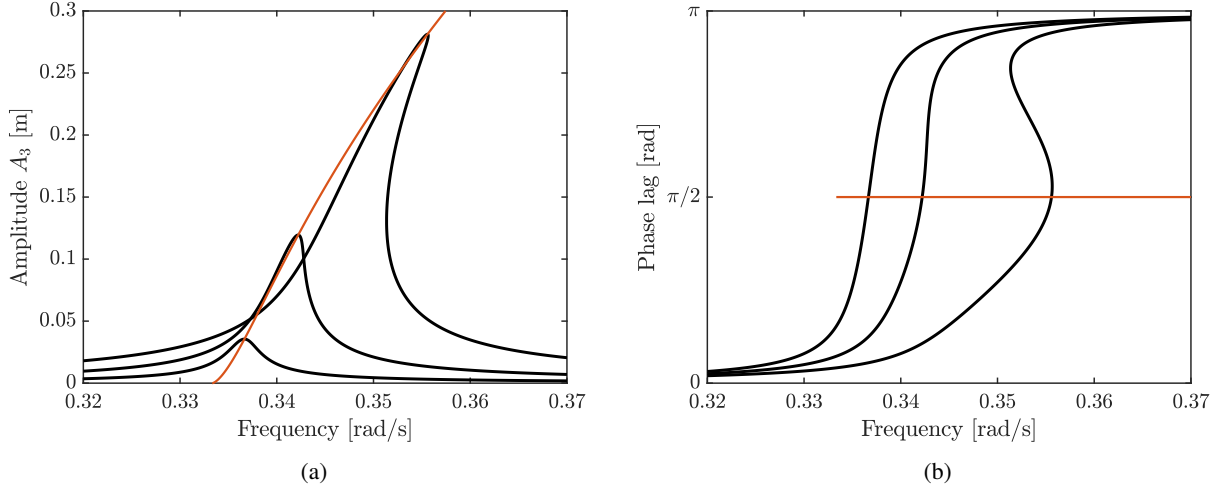 0.3
0.25
0.2
0.15
0.1
0.05
0
Amplitude A₃ [m]
0.32 0.33 0.34 0.35 0.36 0.37
Frequency [rad/s]
(a)
π
π/2
0
Phase lag [rad]
0.32 0.33 0.34 0.35 0.36 0.37
Frequency [rad/s]
(b)